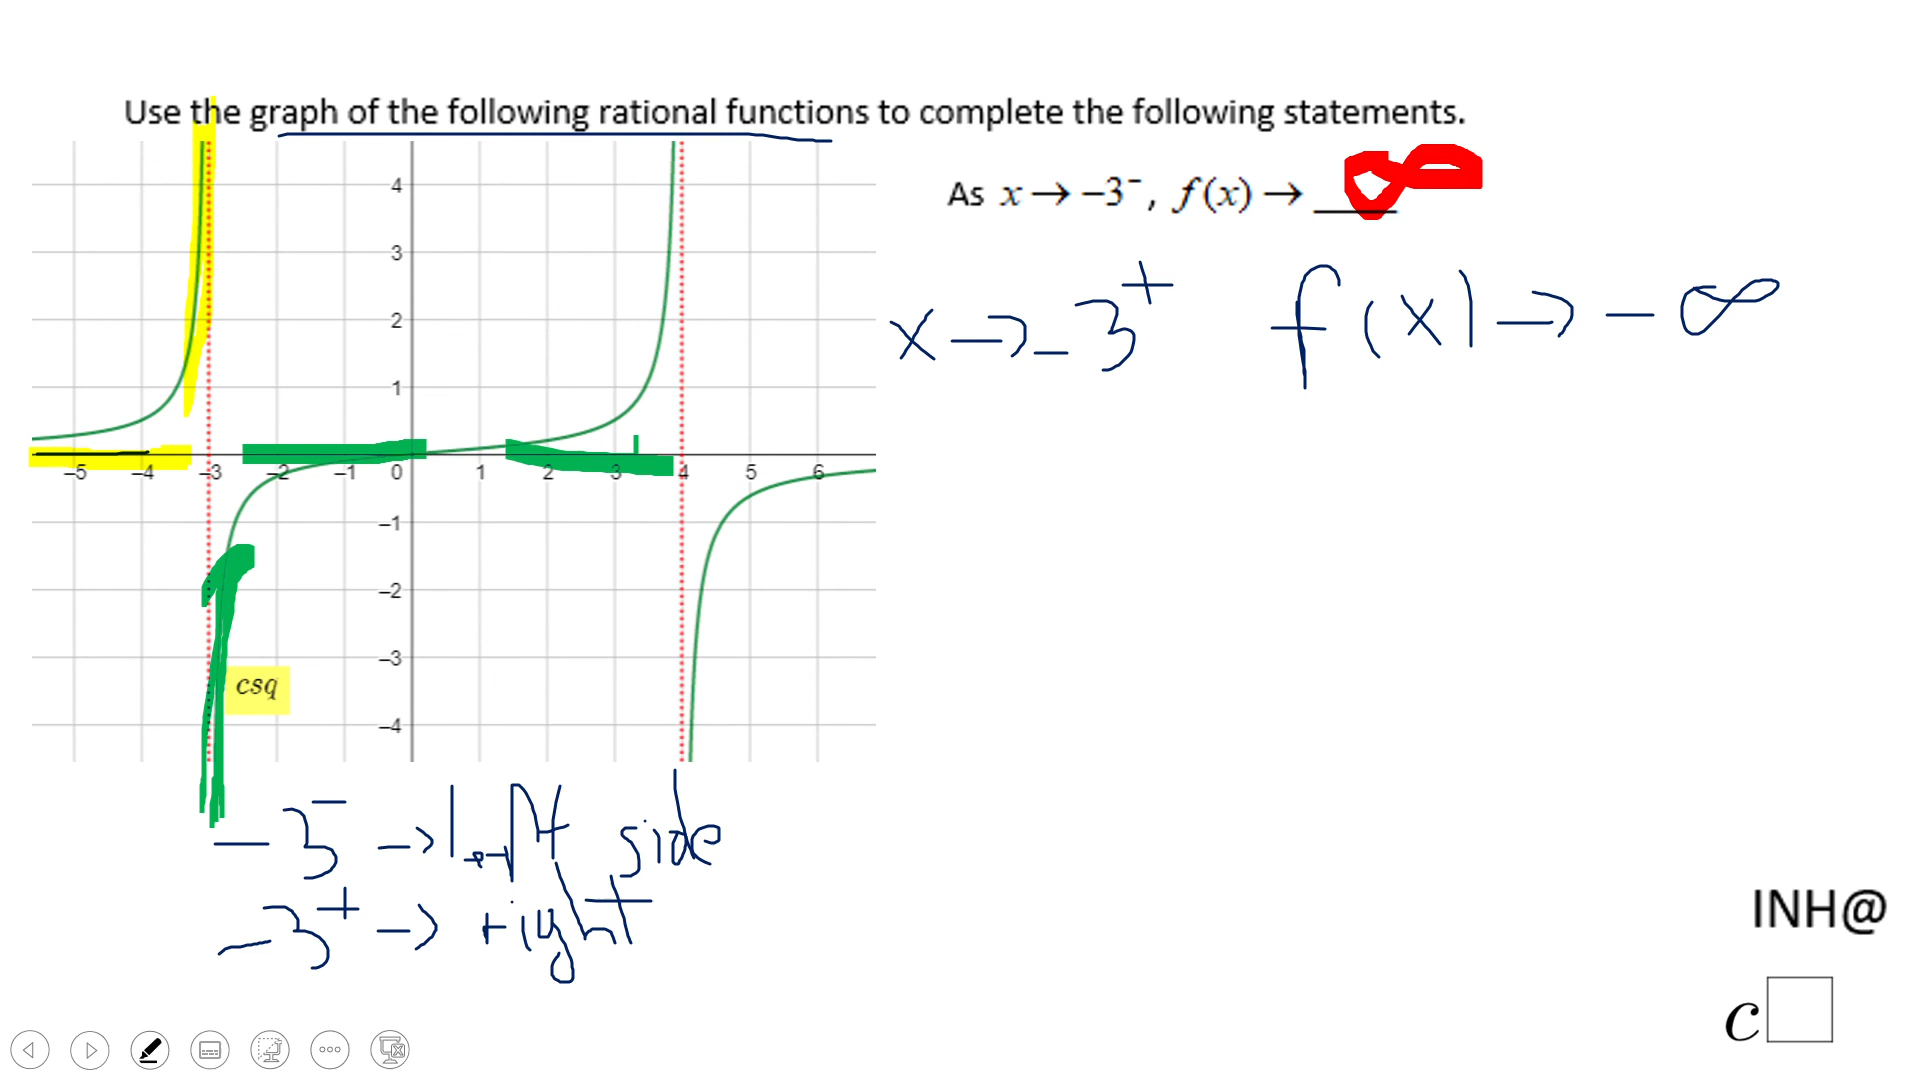 Use the graph of the following rational functions to complete the following statements.
As x → −3⁻, f(x) → ∞
x → −3⁺ f(x) → −∞
4
3
2
1
−5 −4 −3 −2 −1 0 1 2 3 4 5 6
−1
−2
−3
csq
−4
−3⁻ → left side
−3⁺ → right
INH@
c□